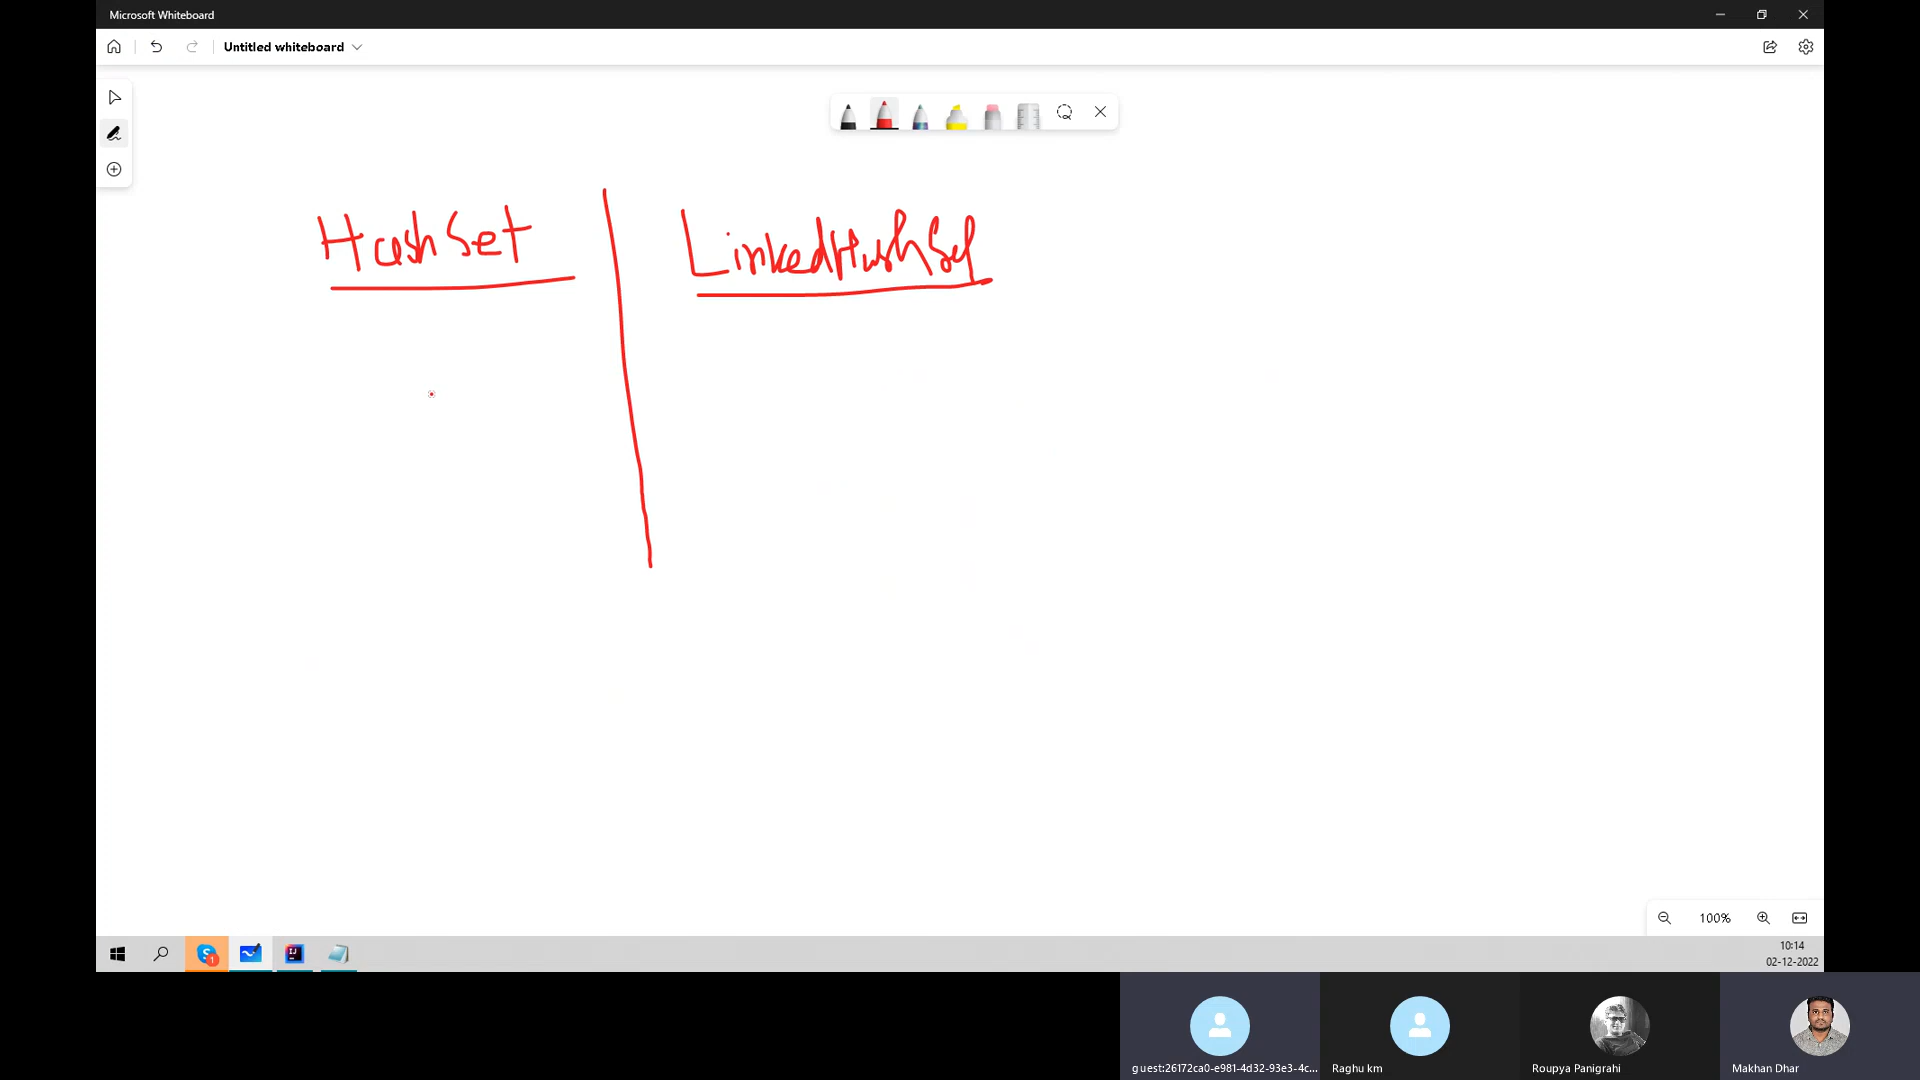 Microsoft Whiteboard
Untitled whiteboard
HashSet
LinkedHashSet
100%
10:14
02-12-2022
1
guest:26172ca0-e981-4d32-93e3-4c...
Raghu km
Roupya Panigrahi
Makhan Dhar